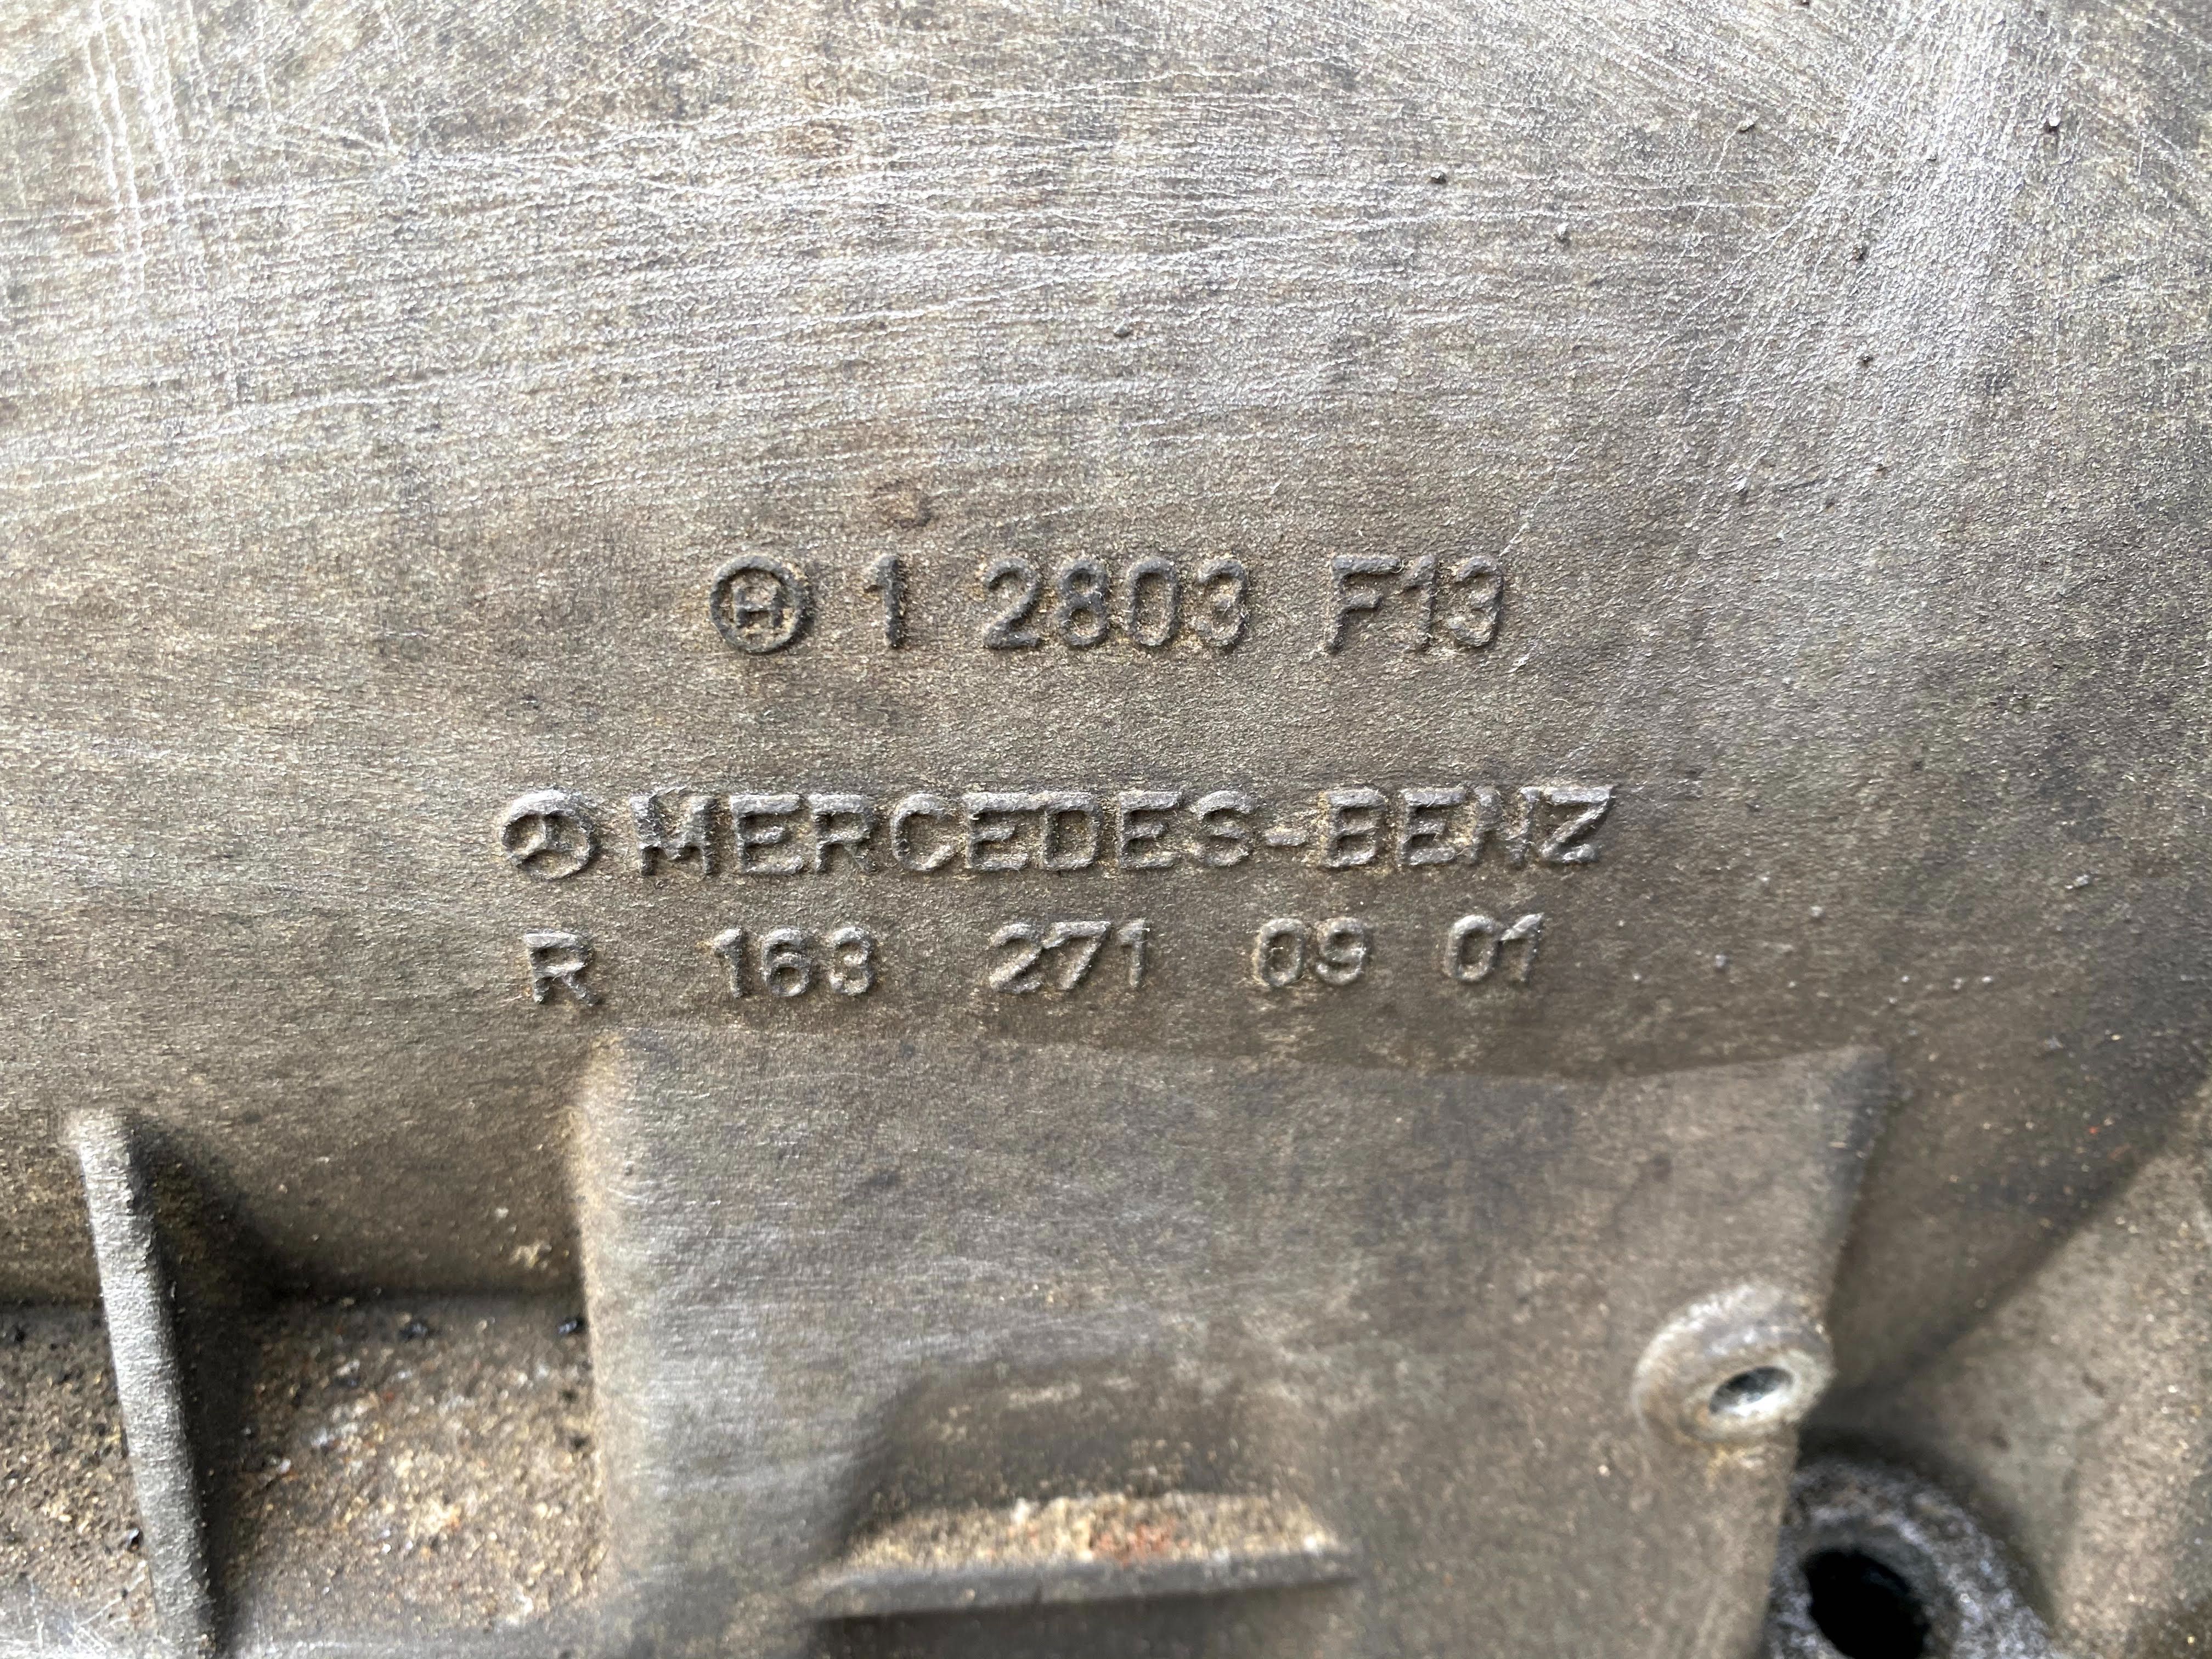 H 1 2803 F13
MERCEDES-BENZ
R 163 271 09 01